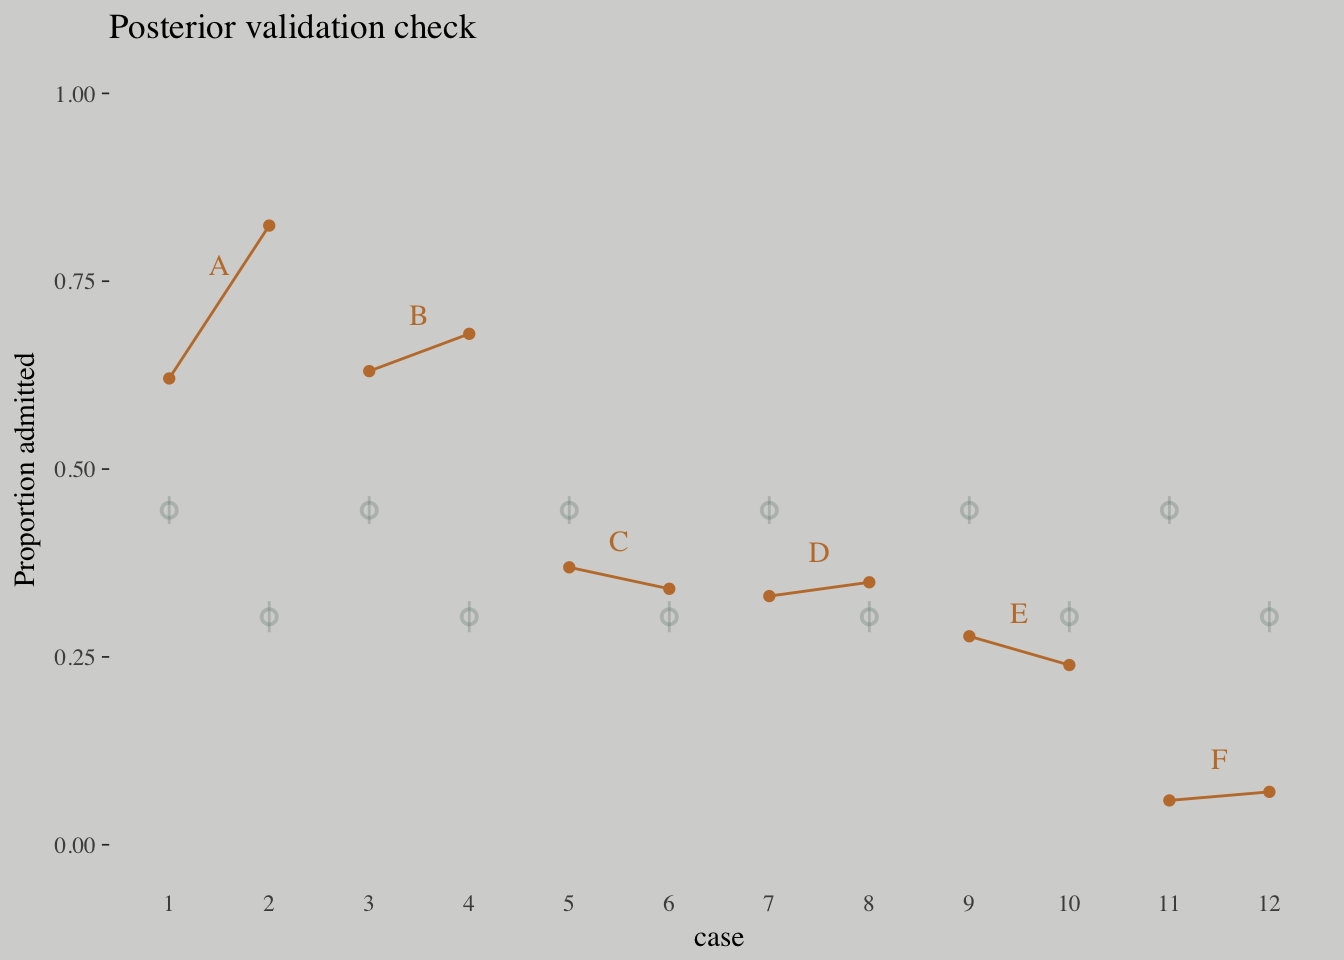 Posterior validation check
1.00
0.75
0.50
0.25
0.00
Proportion admitted
A
B
C
D
E
F
1 2 3 4 5 6 7 8 9 10 11 12
case